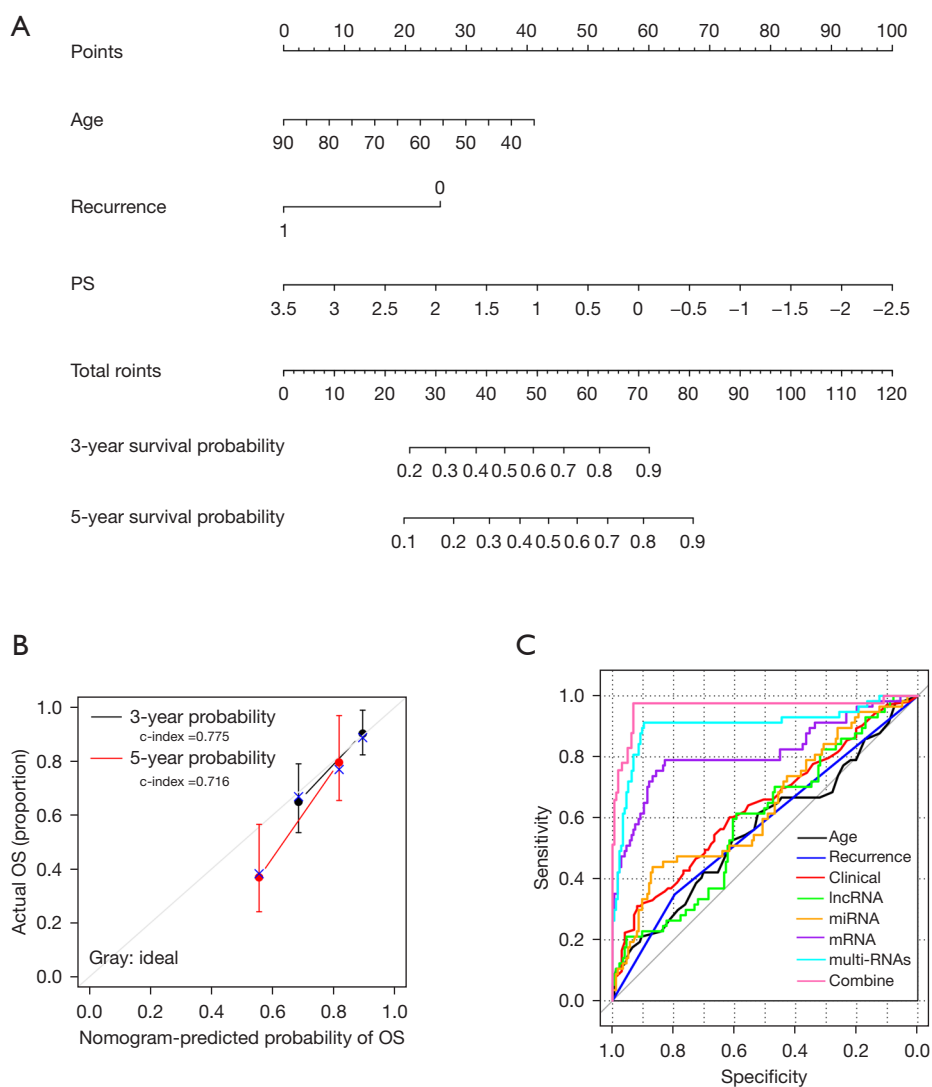 A
Points
0 10 20 30 40 50 60 70 80 90 100
Age
90 80 70 60 50 40
Recurrence
0
1
PS
3.5 3 2.5 2 1.5 1 0.5 0 −0.5 −1 −1.5 −2 −2.5
Total roints
0 10 20 30 40 50 60 70 80 90 100 110 120
3-year survival probability
0.2 0.3 0.4 0.5 0.6 0.7 0.8 0.9
5-year survival probability
0.1 0.2 0.3 0.4 0.5 0.6 0.7 0.8 0.9
B
Actual OS (proportion)
1.0
0.8
0.6
0.4
0.2
0.0
3-year probability
c-index =0.775
5-year probability
c-index =0.716
Gray: ideal
0.0 0.2 0.4 0.6 0.8 1.0
Nomogram-predicted probability of OS
C
Sensitivity
1.0
0.8
0.6
0.4
0.2
0.0
Age
Recurrence
Clinical
lncRNA
miRNA
mRNA
multi-RNAs
Combine
1.0 0.8 0.6 0.4 0.2 0.0
Specificity